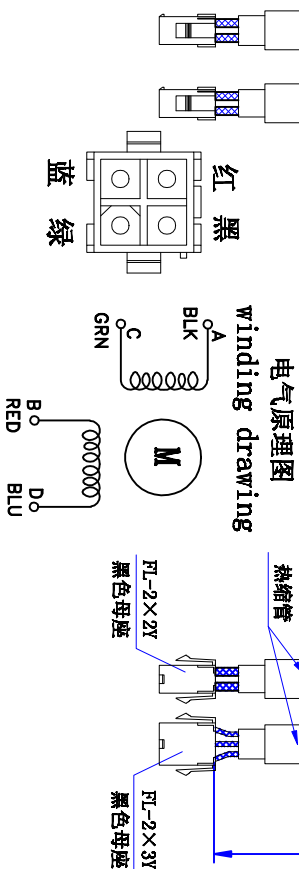 红 黑
蓝 绿
电气原理图
winding drawing
A
BLK
C
GRN
M
B
RED
D
BLU
热缩管
FL-2×2Y
黑色母座
FL-2×3Y
黑色母座